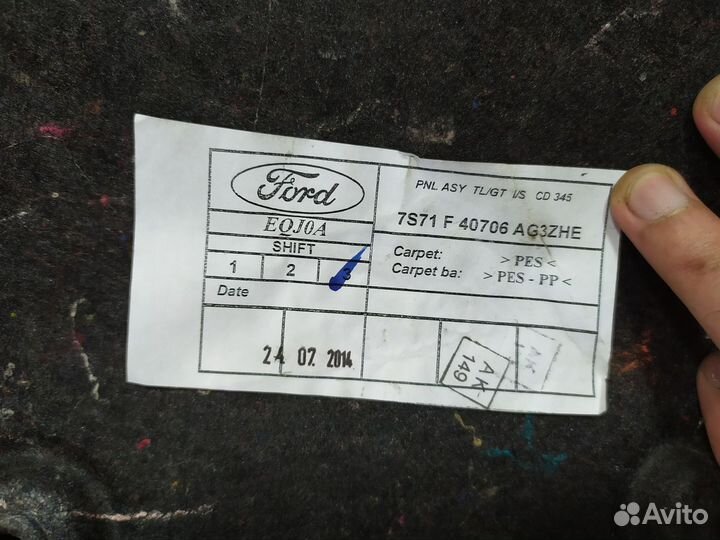 Ford
PNL ASY TL/GT I/S CD 345
EQJ0A
7S71 F 40706 AG3ZHE
SHIFT
1 2 3
Carpet: > PES <
Carpet ba: > PES - PP <
Date
24 07. 2014
AK-
149
AK
Avito